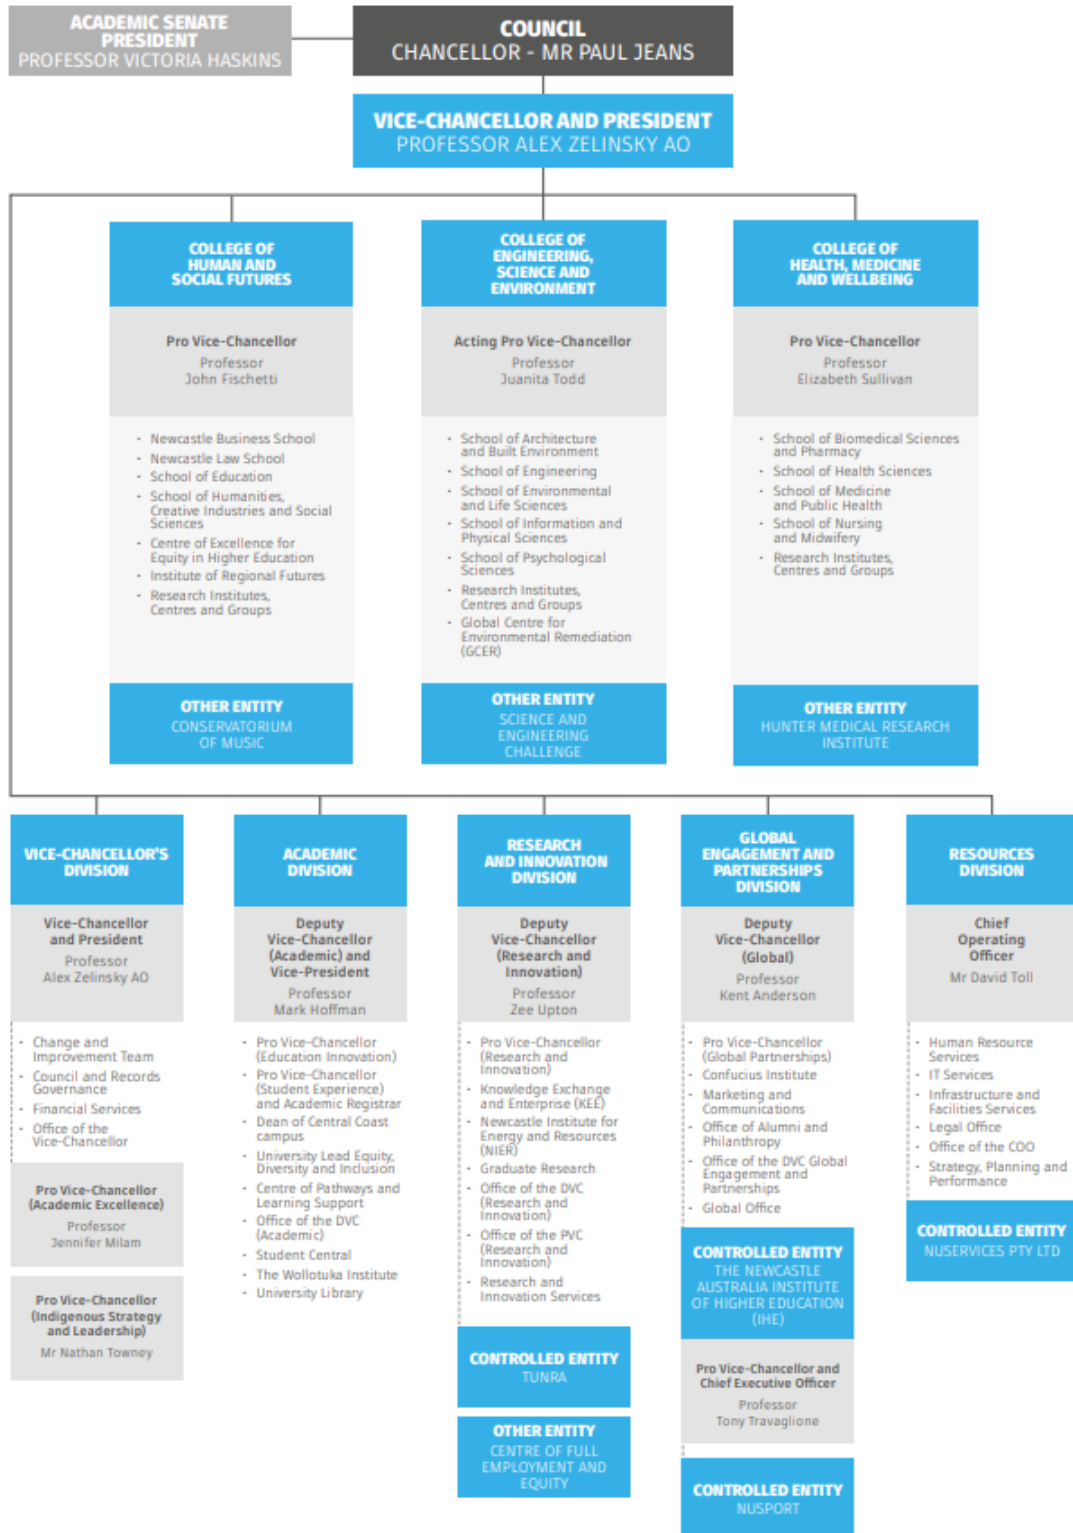 ACADEMIC SENATE
PRESIDENT
PROFESSOR VICTORIA HASKINS
COUNCIL
CHANCELLOR - MR PAUL JEANS
VICE-CHANCELLOR AND PRESIDENT
PROFESSOR ALEX ZELINSKY AO
COLLEGE OF
HUMAN AND
SOCIAL FUTURES
Pro Vice-Chancellor
Professor
John Fischetti
- Newcastle Business School
- Newcastle Law School
- School of Education
- School of Humanities,
Creative Industries and Social
Sciences
- Centre of Excellence for
Equity in Higher Education
- Institute of Regional Futures
- Research Institutes,
Centres and Groups
OTHER ENTITY
CONSERVATORIUM
OF MUSIC
COLLEGE OF
ENGINEERING,
SCIENCE AND
ENVIRONMENT
Acting Pro Vice-Chancellor
Professor
Juanita Todd
- School of Architecture
and Built Environment
- School of Engineering
- School of Environmental
and Life Sciences
- School of Information and
Physical Sciences
- School of Psychological
Sciences
- Research Institutes,
Centres and Groups
- Global Centre for
Environmental Remediation
(GCER)
OTHER ENTITY
SCIENCE AND
ENGINEERING
CHALLENGE
COLLEGE OF
HEALTH, MEDICINE
AND WELLBEING
Pro Vice-Chancellor
Professor
Elizabeth Sullivan
- School of Biomedical Sciences
and Pharmacy
- School of Health Sciences
- School of Medicine
and Public Health
- School of Nursing
and Midwifery
- Research Institutes,
Centres and Groups
OTHER ENTITY
HUNTER MEDICAL RESEARCH
INSTITUTE
VICE-CHANCELLOR'S
DIVISION
Vice-Chancellor
and President
Professor
Alex Zelinsky AO
- Change and
Improvement Team
- Council and Records
Governance
- Financial Services
- Office of the
Vice-Chancellor
Pro Vice-Chancellor
(Academic Excellence)
Professor
Jennifer Milam
Pro Vice-Chancellor
(Indigenous Strategy
and Leadership)
Mr Nathan Towney
ACADEMIC
DIVISION
Deputy
Vice-Chancellor
(Academic) and
Vice-President
Professor
Mark Hoffman
- Pro Vice-Chancellor
(Education Innovation)
- Pro Vice-Chancellor
(Student Experience)
and Academic Registrar
- Dean of Central Coast
campus
- University Lead Equity,
Diversity and Inclusion
- Centre of Pathways and
Learning Support
- Office of the DVC
(Academic)
- Student Central
- The Wollotuka Institute
- University Library
RESEARCH
AND INNOVATION
DIVISION
Deputy
Vice-Chancellor
(Research and
Innovation)
Professor
Zee Upton
- Pro Vice-Chancellor
(Research and
Innovation)
- Knowledge Exchange
and Enterprise (KEE)
- Newcastle Institute for
Energy and Resources
(NIER)
- Graduate Research
- Office of the DVC
(Research and
Innovation)
- Office of the PVC
(Research and
Innovation)
- Research and
Innovation Services
CONTROLLED ENTITY
TUNRA
OTHER ENTITY
CENTRE OF FULL
EMPLOYMENT AND
EQUITY
GLOBAL
ENGAGEMENT AND
PARTNERSHIPS
DIVISION
Deputy
Vice-Chancellor
(Global)
Professor
Kent Anderson
- Pro Vice-Chancellor
(Global Partnerships)
- Confucius Institute
- Marketing and
Communications
- Office of Alumni and
Philanthropy
- Office of the DVC Global
Engagement and
Partnerships
- Global Office
CONTROLLED ENTITY
THE NEWCASTLE
AUSTRALIA INSTITUTE
OF HIGHER EDUCATION
(IHE)
Pro Vice-Chancellor and
Chief Executive Officer
Professor
Tony Travaglione
CONTROLLED ENTITY
NUSPORT
RESOURCES
DIVISION
Chief
Operating
Officer
Mr David Toll
- Human Resource
Services
- IT Services
- Infrastructure and
Facilities Services
- Legal Office
- Office of the COO
- Strategy, Planning and
Performance
CONTROLLED ENTITY
NUSERVICES PTY LTD